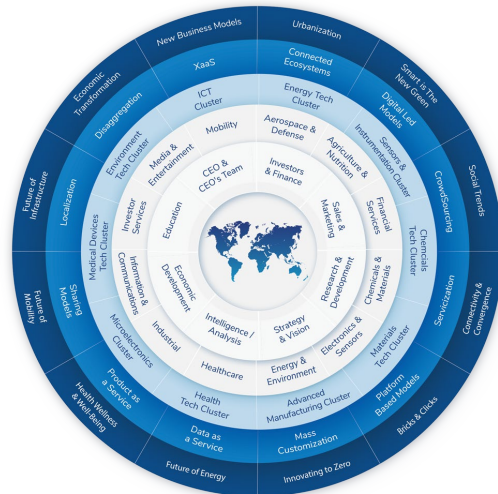 New Business Models
Urbanization
Smart is The
New Green
Social Trends
Connectivity &
Convergence
Bricks & Clicks
Innovating to Zero
Future of Energy
Health Wellness
& Well-Being
Future of
Mobility
Future of
Infrastructure
Economic
Transformation
XaaS
Connected
Ecosystems
Digital Led
Models
CrowdSourcing
Servicization
Platform
Based Models
Mass
Customization
Data as
a Service
Product as
a Service
Sharing
Models
Localization
Disaggregation
ICT
Cluster
Energy Tech
Cluster
Sensors &
Instrumentation Cluster
Chemcials
Tech Cluster
Materials
Tech Cluster
Advanced
Manufacturing Cluster
Health
Tech Cluster
Microelectronics
Cluster
Medical Devices
Tech Cluster
Environment
Tech Cluster
Mobility
Aerospace &
Defense
Agriculture &
Nutrition
Financial
Services
Chemicals &
Materials
Electronics &
Sensors
Energy &
Environment
Healthcare
Industrial
Information &
Communications
Investor
Services
Media &
Entertainment
CEO &
CEO's Team
Investors
& Finance
Sales &
Marketing
Research &
Development
Strategy
& Vision
Intelligence /
Analysis
Economic
Development
Education